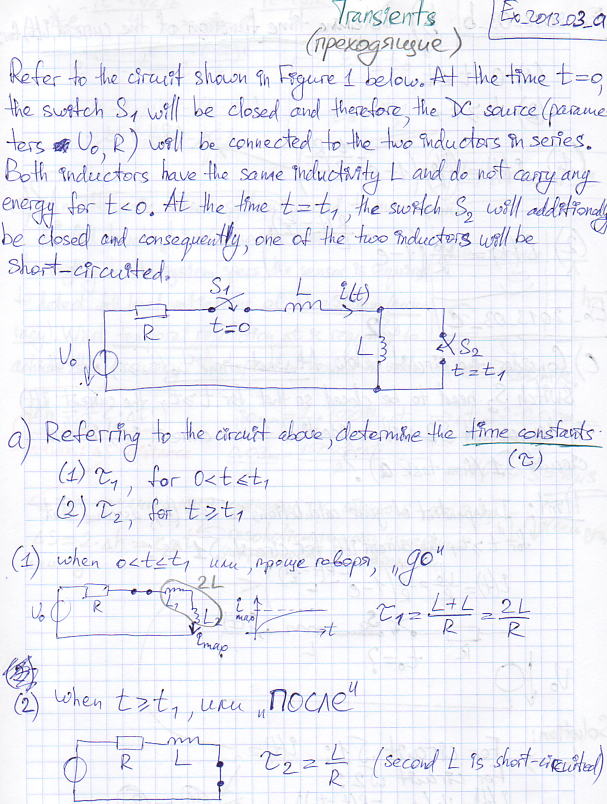 Transients
(преходящие)
Ex_2013_03_a
Refer to the circuit shown in Figure 1 below. At the time t=0,
the switch S₁ will be closed and therefore, the DC source (parame
ters U₀, R) will be connected to the two inductors in series.
Both inductors have the same inductivity L and do not carry any
energy for t<0. At the time t=t₁, the switch S₂ will additionally
be closed and consequently, one of the two inductors will be
short-circuited.
S₁ L i(t)
R t=0
U₀ L S₂
t=t₁
a) Referring to the circuit above, determine the time constants
(τ)
(1) τ₁, for 0<t≤t₁
(2) τ₂, for t≥t₁
(1) when 0<t≤t₁ или, проще говоря, „до“
2L
U₀ R L₁ L₂ i max t τ₁ = L+L/R = 2L/R
i max
(2) when t≥t₁, или „ПОСЛЕ“
R L τ₂ = L/R (second L is short-circuited)